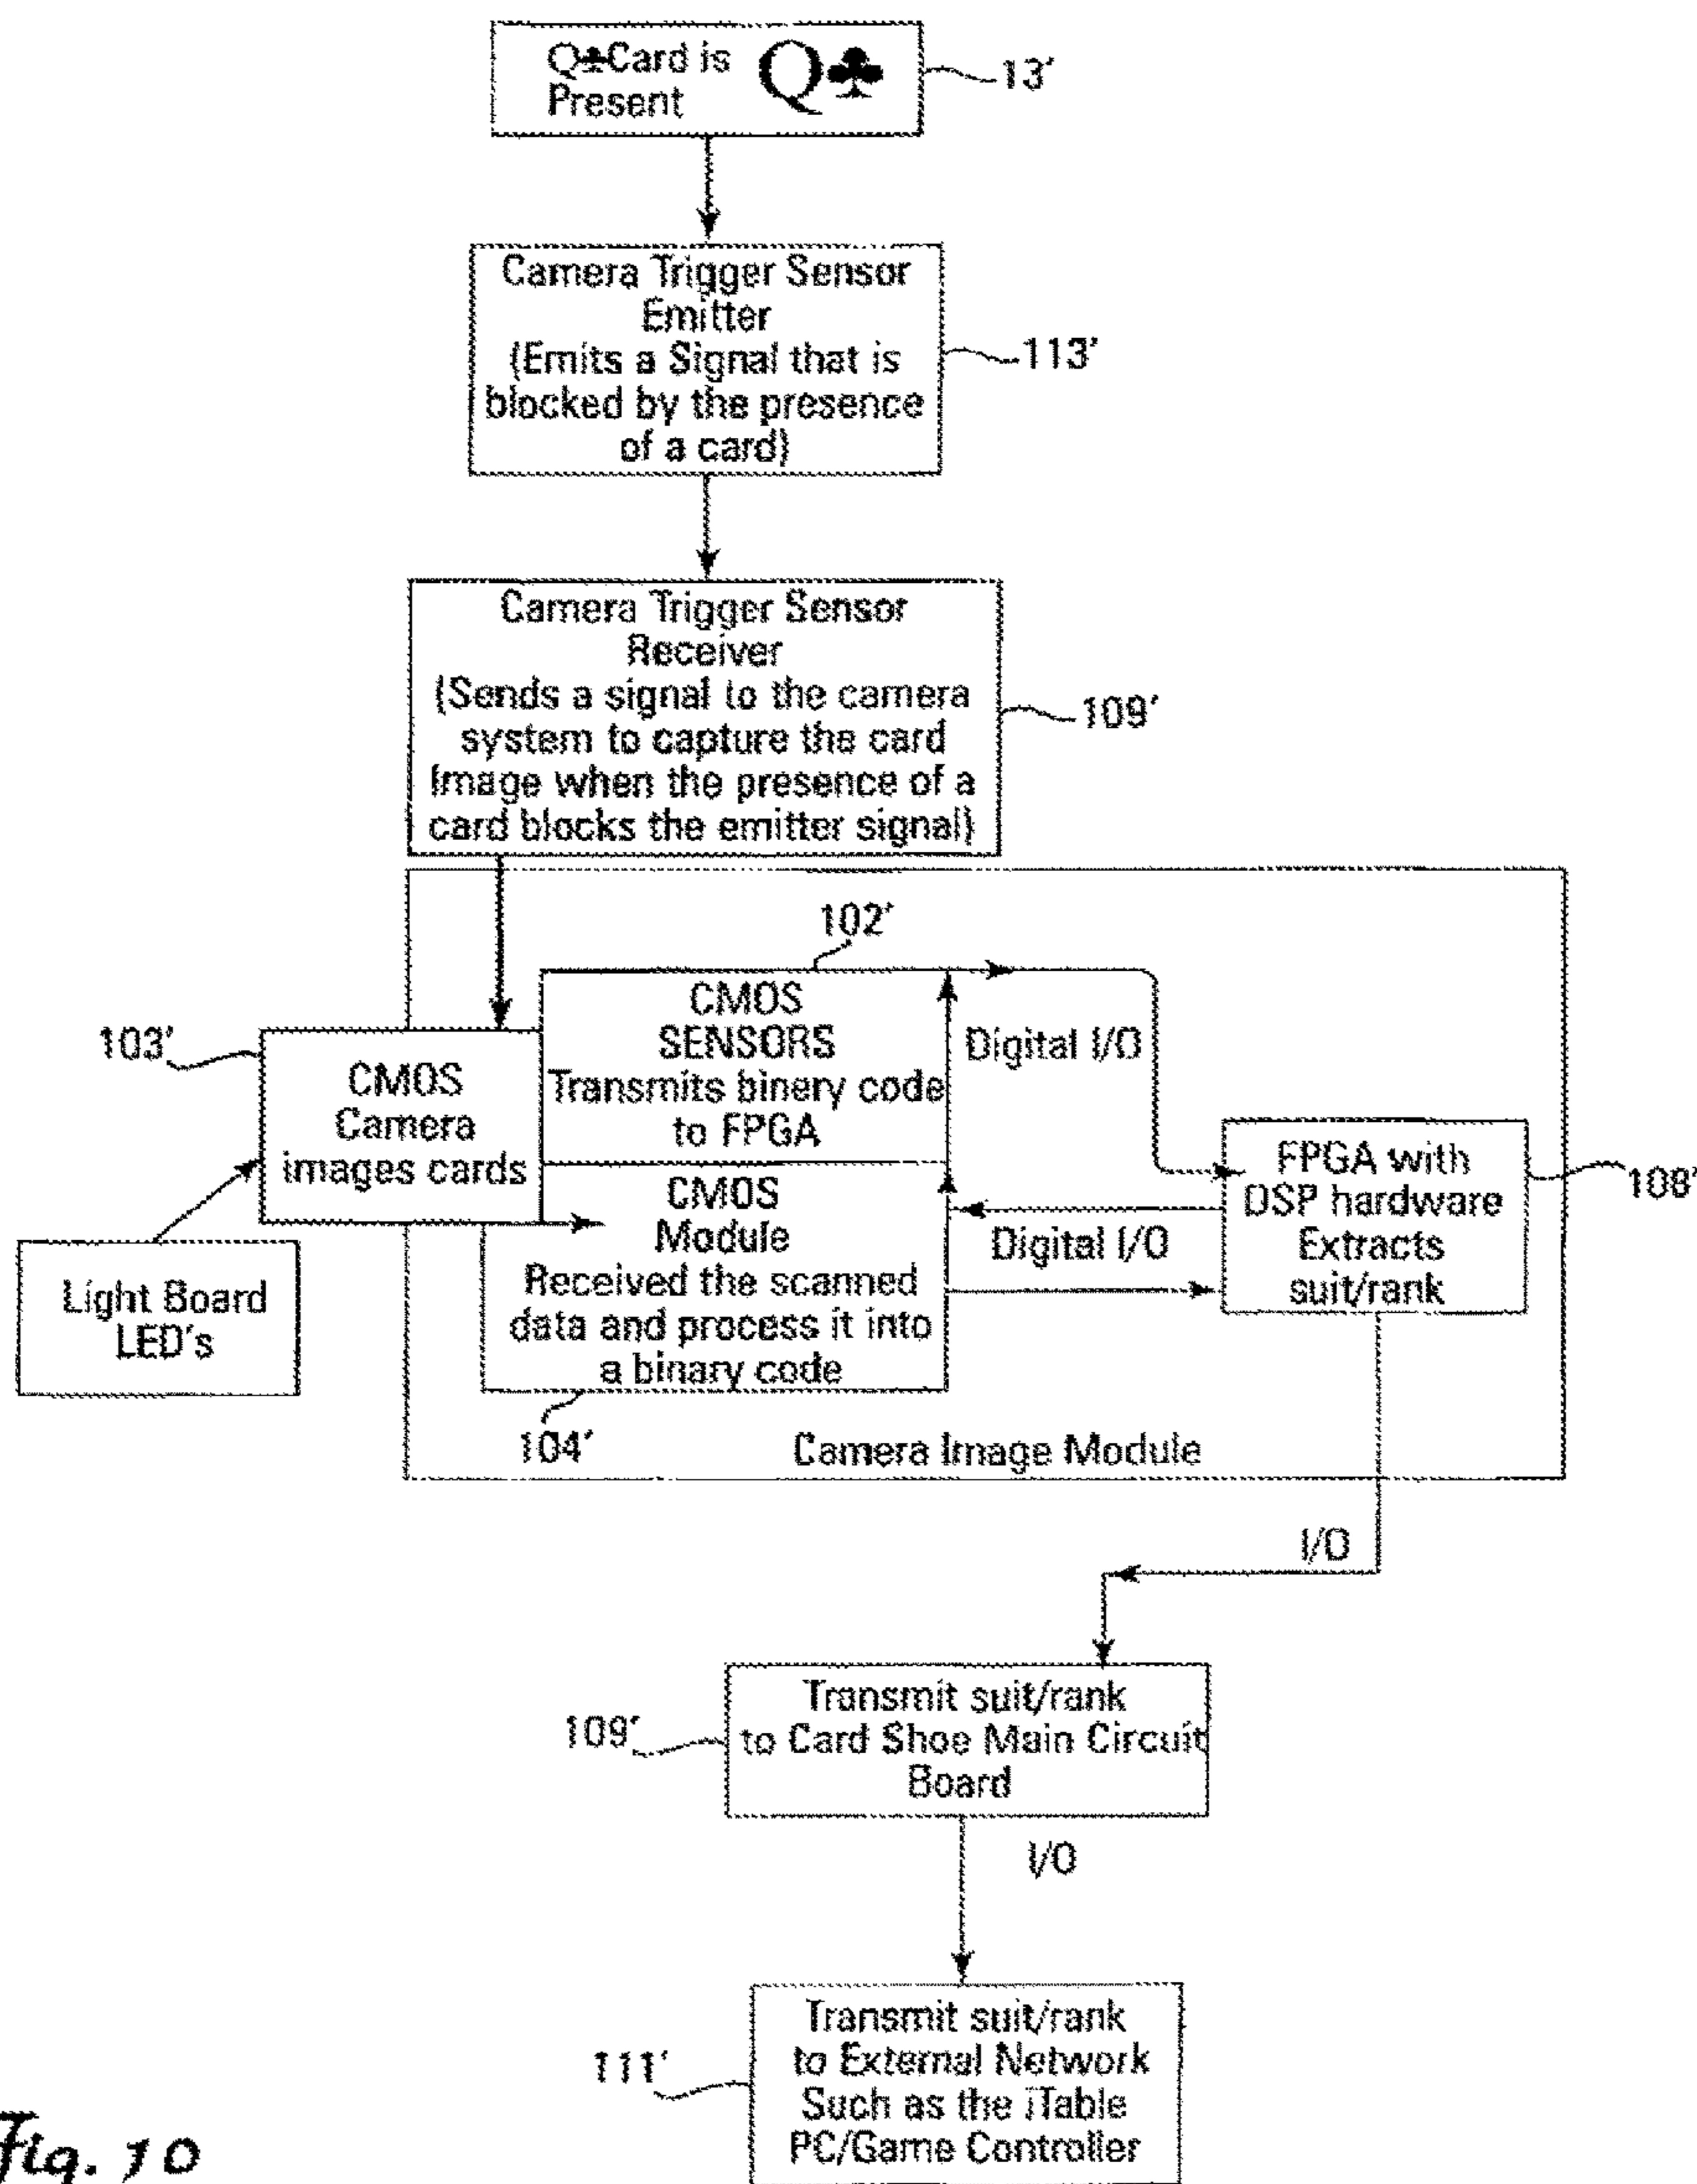 Q♣Card is Q♣
Present
13'
Camera Trigger Sensor
Emitter
(Emits a Signal that is
blocked by the presence
of a card)
113'
Camera Trigger Sensor
Receiver
(Sends a signal to the camera
system to capture the card
Image when the presence of a
card blocks the emitter signal)
109'
102'
CMOS
SENSORS
Transmits binary code
to FPGA
Digital I/O
103'
CMOS
Camera
images cards
FPGA with
DSP hardware
Extracts
suit/rank
108'
CMOS
Module
Received the scanned
data and process it into
a binary code
Digital I/O
Light Board
LED's
104'
Camera Image Module
I/O
Transmit suit/rank
to Card Shoe Main Circuit
Board
109'
I/O
Transmit suit/rank
to External Network
Such as the iTable
PC/Game Controller
111'
Fig. 10